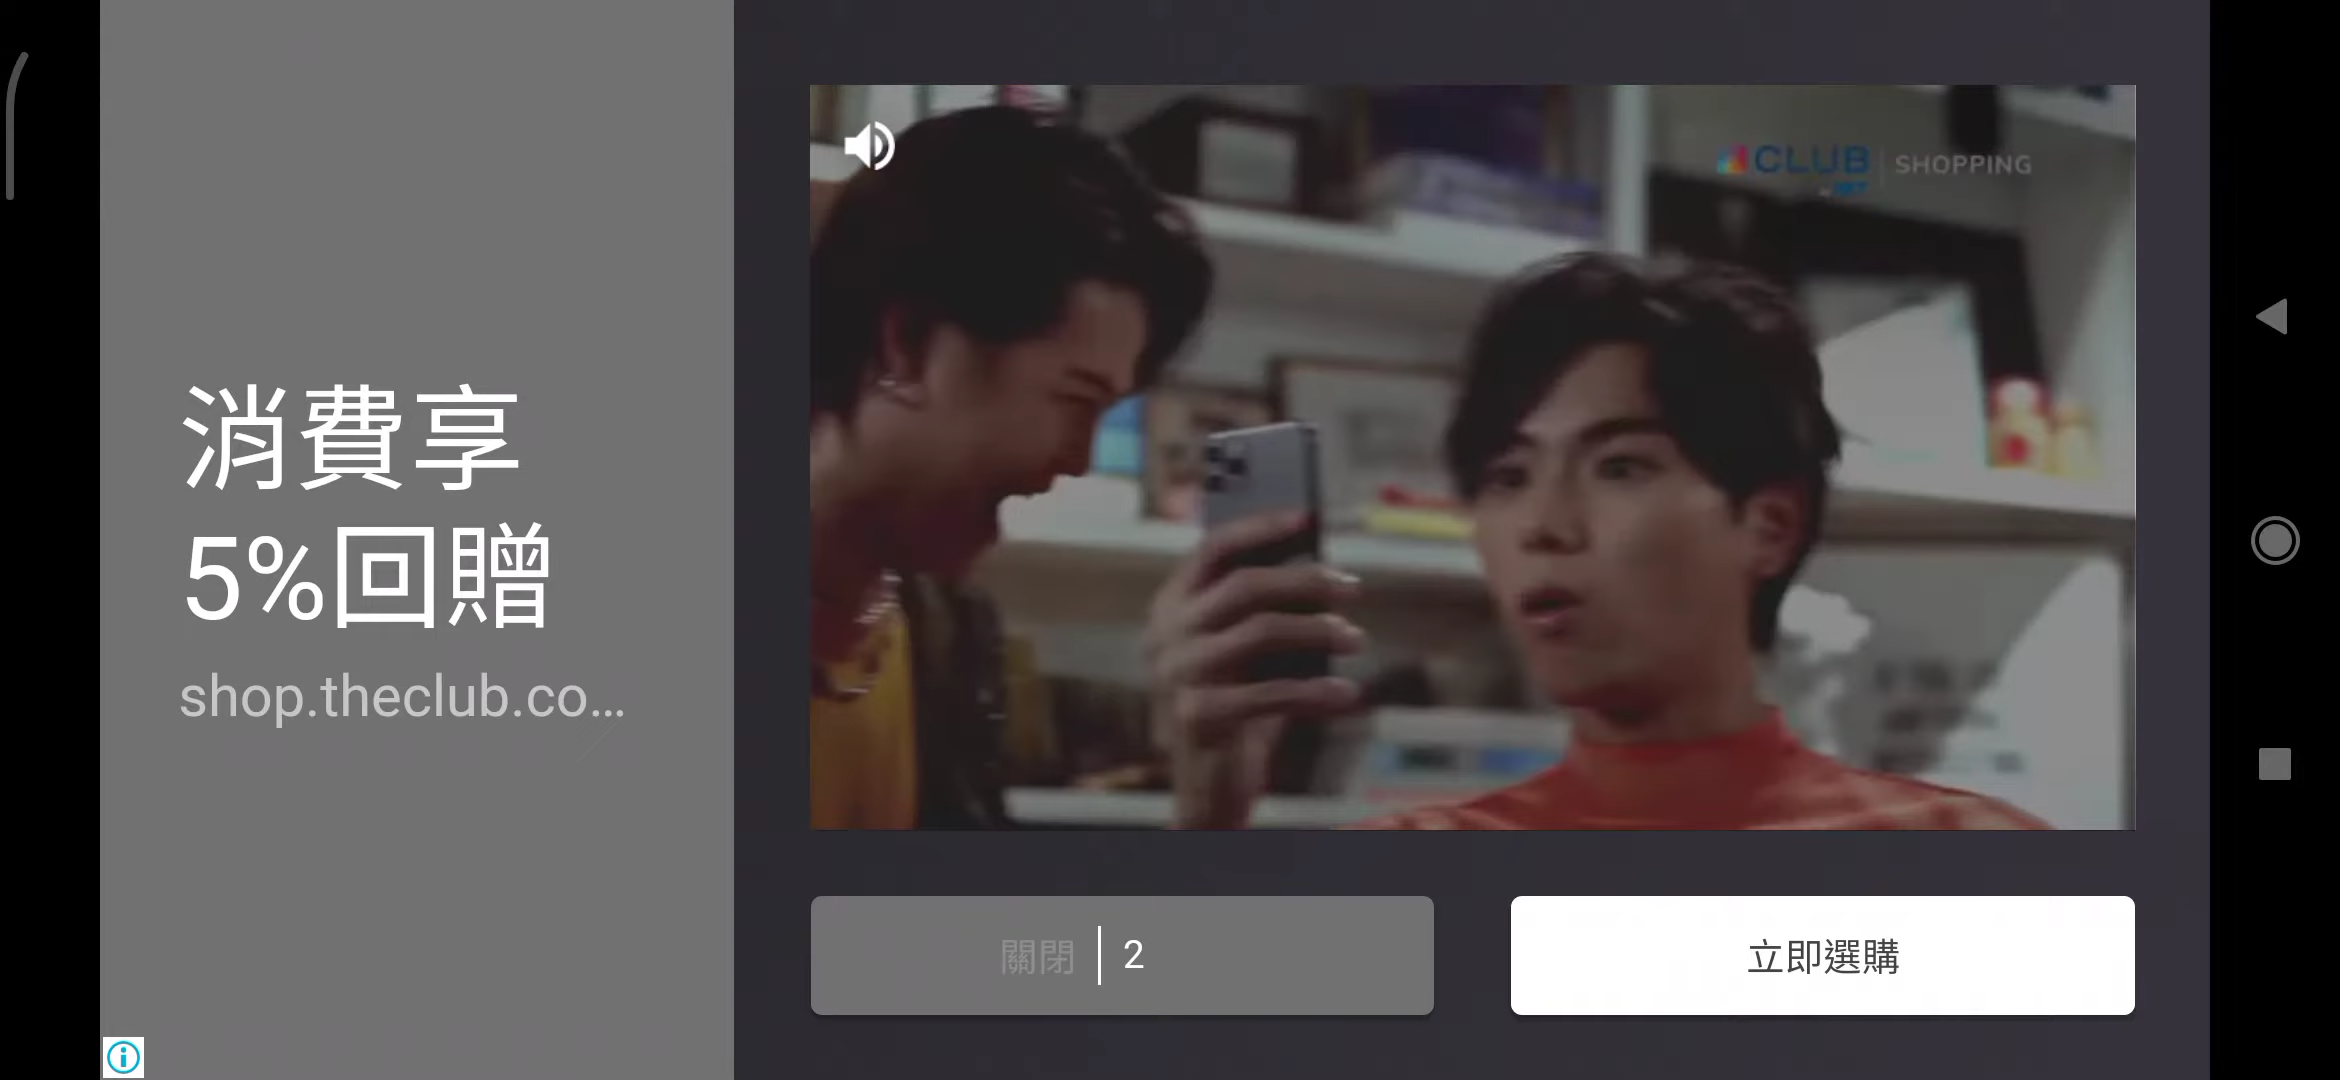 消費享
5%回贈
shop.theclub.co...
CLUB | SHOPPING
關閉 | 2
立即選購